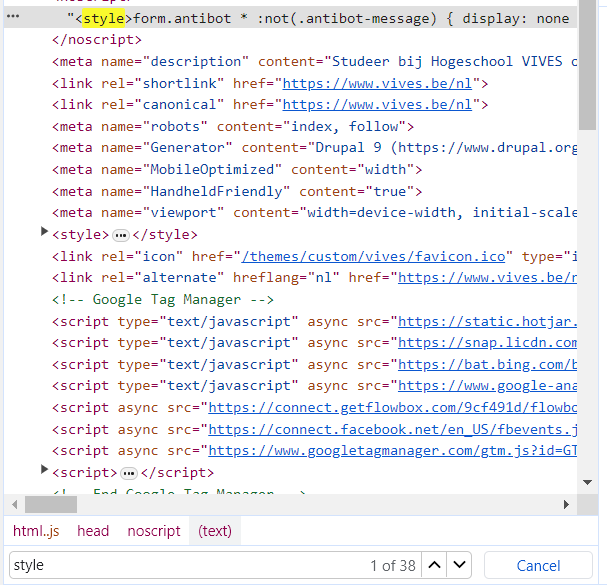 "<style>form.antibot * :not(.antibot-message) { display: none
</noscript>
<meta name="description" content="Studeer bij Hogeschool VIVES
<link rel="shortlink" href="https://www.vives.be/nl">
<link rel="canonical" href="https://www.vives.be/nl">
<meta name="robots" content="index, follow">
<meta name="Generator" content="Drupal 9 (https://www.drupal.org
<meta name="MobileOptimized" content="width">
<meta name="HandheldFriendly" content="true">
<meta name="viewport" content="width=device-width, initial-scale
<style>…</style>
<link rel="icon" href="/themes/custom/vives/favicon.ico" type="i
<link rel="alternate" hreflang="nl" href="https://www.vives.be/n
<!-- Google Tag Manager -->
<script type="text/javascript" async src="https://static.hotjar.
<script type="text/javascript" async src="https://snap.licdn.com
<script type="text/javascript" async src="https://bat.bing.com/b
<script type="text/javascript" async src="https://www.google-ana
<script async src="https://connect.getflowbox.com/9cf491d/flowbo
<script async src="https://connect.facebook.net/en_US/fbevents.j
<script async src="https://www.googletagmanager.com/gtm.js?id=GT
<script>…</script>
<!-- End Google Tag Manager -->
html..js head noscript (text)
style 1 of 38 Cancel